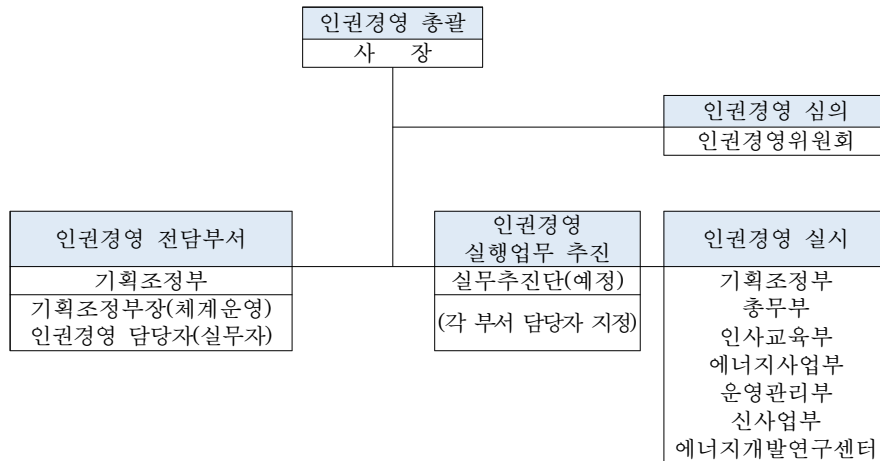 인권경영 총괄
사 장
인권경영 심의
인권경영위원회
인권경영 전담부서
기획조정부
기획조정부장(체계운영)
인권경영 담당자(실무자)
인권경영
실행업무 추진
실무추진단(예정)
(각 부서 담당자 지정)
인권경영 실시
기획조정부
총무부
인사교육부
에너지사업부
운영관리부
신사업부
에너지개발연구센터